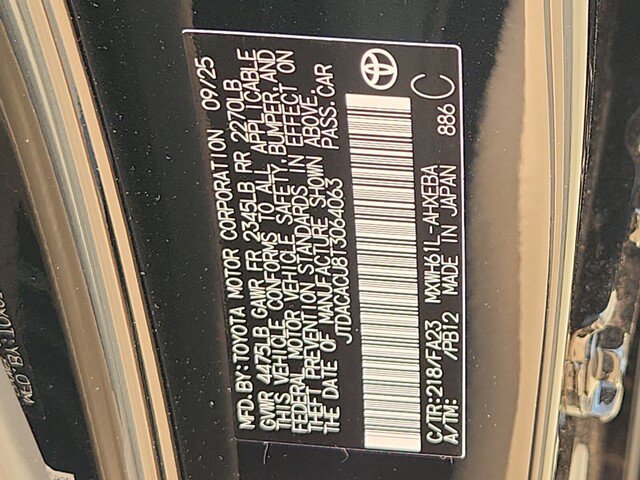 MFD.BY:TOYOTA MOTOR CORPORATION 09/25
GVWR 4475LB GAWR FR 2345LB RR 2270LB
THIS VEHICLE CONFORMS TO ALL APPLICABLE
FEDERAL MOTOR VEHICLE SAFETY,BUMPER,AND
THEFT PREVENTION STANDARDS IN EFFECT ON
THE DATE OF MANUFACTURE SHOWN ABOVE.
JTDACACU813064063 PASS.CAR
C/TR:218/FA23 MXWH61L-AHXEBA 886 C
A/TM: /PB12 MADE IN JAPAN